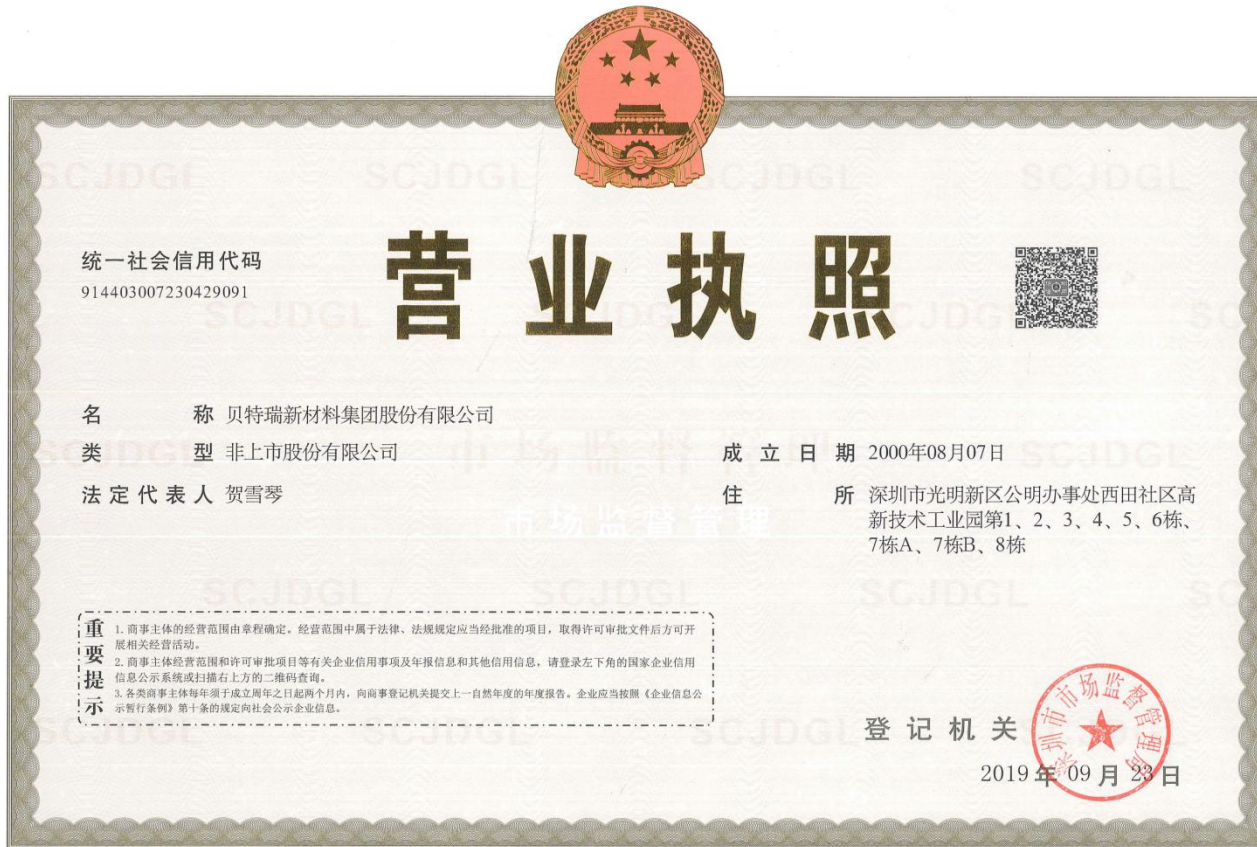 统一社会信用代码
914403007230429091
营业执照
名称 贝特瑞新材料集团股份有限公司
类型 非上市股份有限公司
法定代表人 贺雪琴
成立日期 2000年08月07日
住所 深圳市光明新区公明办事处西田社区高
新技术工业园第1、2、3、4、5、6栋、
7栋A、7栋B、8栋
重要提示
1. 商事主体的经营范围由章程确定。经营范围中属于法律、法规规定应当经批准的项目，取得许可审批文件后方可开
展相关经营活动。
2. 商事主体经营范围和许可审批项目等有关企业信用事项及年报信息和其他信用信息，请登录左下角的国家企业信用
信息公示系统或扫描右上方的二维码查询。
3. 各类商事主体每年须于成立周年之日起两个月内，向商事登记机关提交上一自然年度的年度报告。企业应当按照《企业信息公
示暂行条例》第十条的规定向社会公示企业信息。
登记机关
深圳市市场监督管理局
2019年09月23日
SCJDGL
市场监督管理